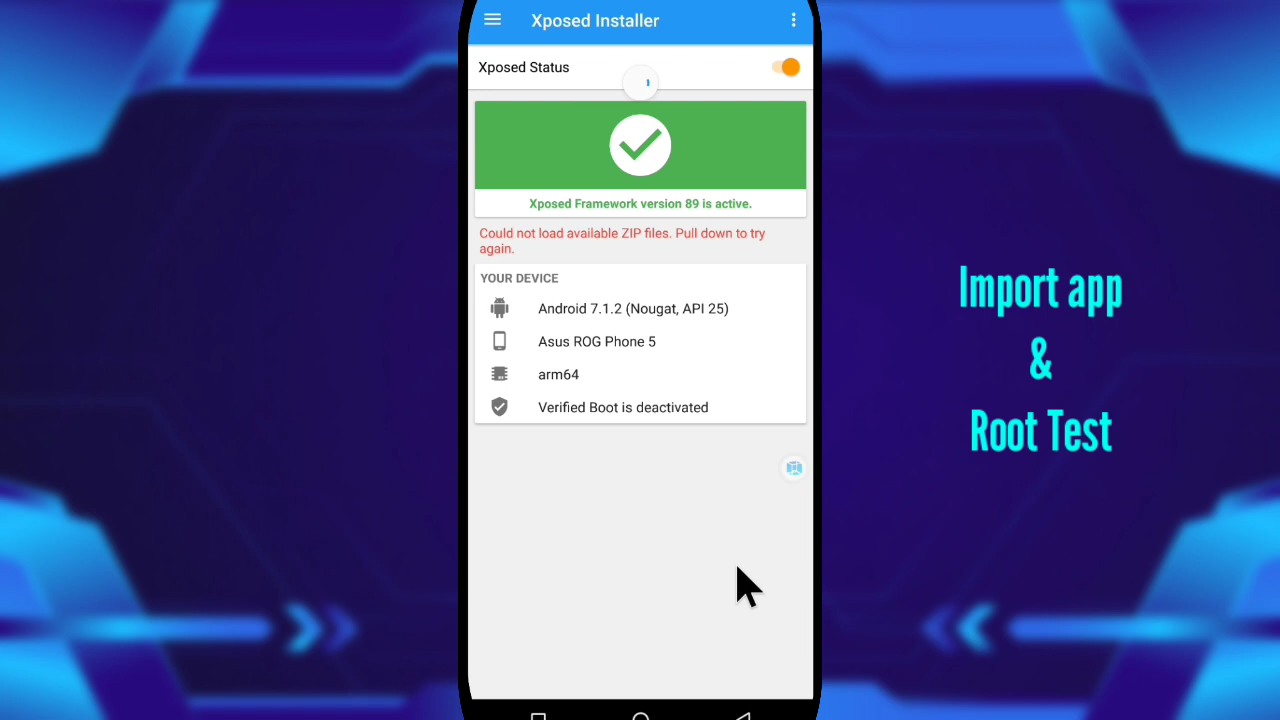 Xposed Installer
Xposed Status
Xposed Framework version 89 is active.
Could not load available ZIP files. Pull down to try
again.
YOUR DEVICE
Android 7.1.2 (Nougat, API 25)
Asus ROG Phone 5
arm64
Verified Boot is deactivated
Import app
&
Root Test